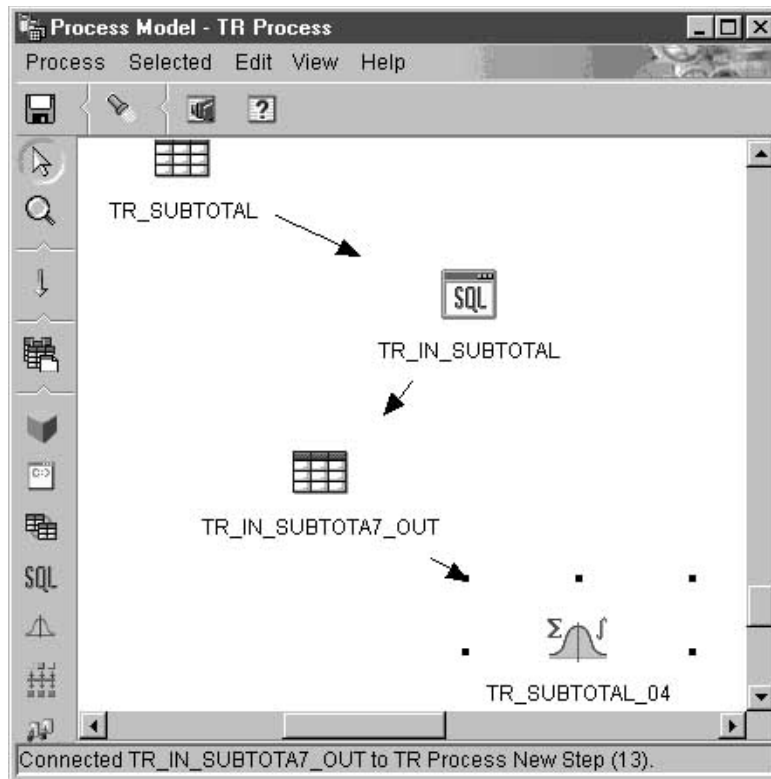 Process Model - TR Process
Process Selected Edit View Help
TR_SUBTOTAL
SQL
TR_IN_SUBTOTAL
TR_IN_SUBTOTA7_OUT
SQL
TR_SUBTOTAL_04
Connected TR_IN_SUBTOTA7_OUT to TR Process New Step (13).